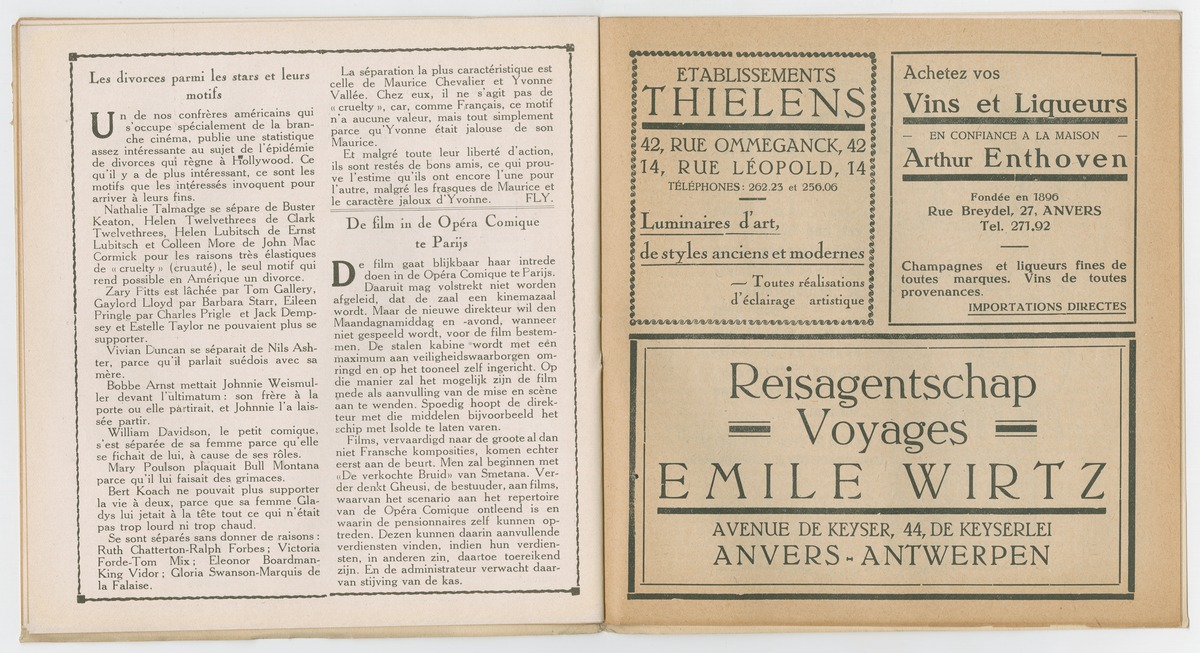 Les divorces parmi les stars et leurs
motifs
Un de nos confrères américains qui
s'occupe spécialement de la bran-
che cinéma, publie une statistique
assez intéressante au sujet de l'épidémie
de divorces qui règne à Hollywood. Ce
qu'il y a de plus intéressant, ce sont les
motifs que les intéressés invoquent pour
arriver à leurs fins.
Nathalie Talmadge se sépare de Buster
Keaton, Helen Twelvethrees de Clark
Twelvethrees, Helen Lubitsch de Ernst
Lubitsch et Colleen More de John Mac
Cormick pour les raisons très élastiques
de « cruelty » (cruauté), le seul motif qui
rend possible en Amérique un divorce.
Zary Fitts est lâchée par Tom Gallery,
Gaylord Lloyd par Barbara Starr, Eileen
Pringle par Charles Prigle et Jack Demp-
sey et Estelle Taylor ne pouvaient plus se
supporter.
Vivian Duncan se séparait de Nils Ash-
ter, parce qu'il parlait suédois avec sa
mère.
Bobbe Arnst mettait Johnnie Weismul-
ler devant l'ultimatum : son frère à la
porte ou elle partirait, et Johnnie l'a lais-
sée partir.
William Davidson, le petit comique,
s'est séparée de sa femme parce qu'elle
se fichait de lui, à cause de ses rôles.
Mary Poulson plaquait Bull Montana
parce qu'il lui faisait des grimaces.
Bert Koach ne pouvait plus supporter
la vie à deux, parce que sa femme Gla-
dys lui jetait à la tête tout ce qui n'était
pas trop lourd ni trop chaud.
Se sont séparés sans donner de raisons :
Ruth Chatterton-Ralph Forbes ; Victoria
Forde-Tom Mix ; Eleonor Boardman-
King Vidor ; Gloria Swanson-Marquis de
la Falaise.
La séparation la plus caractéristique est
celle de Maurice Chevalier et Yvonne
Vallée. Chez eux, il ne s'agit pas de
« cruelty », car, comme Français, ce motif
n'a aucune valeur, mais tout simplement
parce qu'Yvonne était jalouse de son
Maurice.
Et malgré toute leur liberté d'action,
ils sont restés de bons amis, ce qui prou-
ve l'estime qu'ils ont encore l'une pour
l'autre, malgré les frasques de Maurice et
le caractère jaloux d'Yvonne. FLY.
De film in de Opéra Comique
te Parijs
De film gaat blijkbaar haar intrede
doen in de Opéra Comique te Parijs.
Daaruit mag volstrekt niet worden
afgeleid, dat de zaal een kinemazaal
wordt. Maar de nieuwe direkteur wil den
Maandagnamiddag en -avond, wanneer
niet gespeeld wordt, voor de film bestem-
men. De stalen kabine wordt met eén
maximum aan veiligheidswaarborgen om-
ringd en op het tooneel zelf ingericht. Op
die manier zal het mogelijk zijn de film
mede als aanvulling van de mise en scène
aan te wenden. Spoedig hoopt de direk-
teur met die middelen bijvoorbeeld het
schip met Isolde te laten varen.
Films, vervaardigd naar de groote al dan
niet Fransche komposities, komen echter
eerst aan de beurt. Men zal beginnen met
«De verkochte Bruid» van Smetana. Ver-
der denkt Gheusi, de bestuuder, aan films,
waarvan het scenario aan het repertoire
van de Opéra Comique ontleend is en
waarin de pensionnaires zelf kunnen op-
treden. Dezen kunnen daarin aanvullende
verdiensten vinden, indien hun verdien-
sten, in anderen zin, daartoe toereikend
zijn. En de administrateur verwacht daar-
van stijving van de kas.
ETABLISSEMENTS
THIELENS
42, RUE OMMEGANCK, 42
14, RUE LÉOPOLD, 14
TÉLÉPHONES : 262.23 et 256.06
Luminaires d'art,
de styles anciens et modernes
— Toutes réalisations
d'éclairage artistique
Achetez vos
Vins et Liqueurs
— EN CONFIANCE A LA MAISON —
Arthur Enthoven
Fondée en 1896
Rue Breydel, 27, ANVERS
Tel. 271.92
Champagnes et liqueurs fines de
toutes marques. Vins de toutes
provenances.
IMPORTATIONS DIRECTES
Reisagentschap
Voyages
EMILE WIRTZ
AVENUE DE KEYSER, 44, DE KEYSERLEI
ANVERS - ANTWERPEN